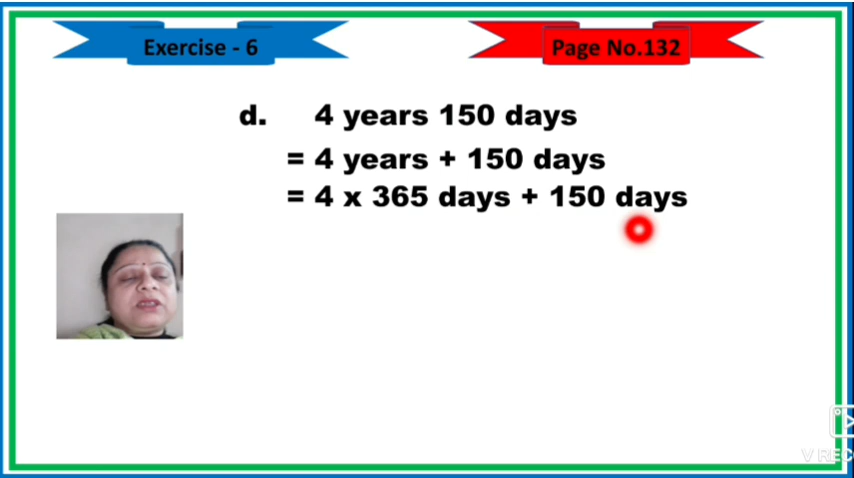 Exercise - 6
Page No.132
d. 4 years 150 days
= 4 years + 150 days
= 4 x 365 days + 150 days